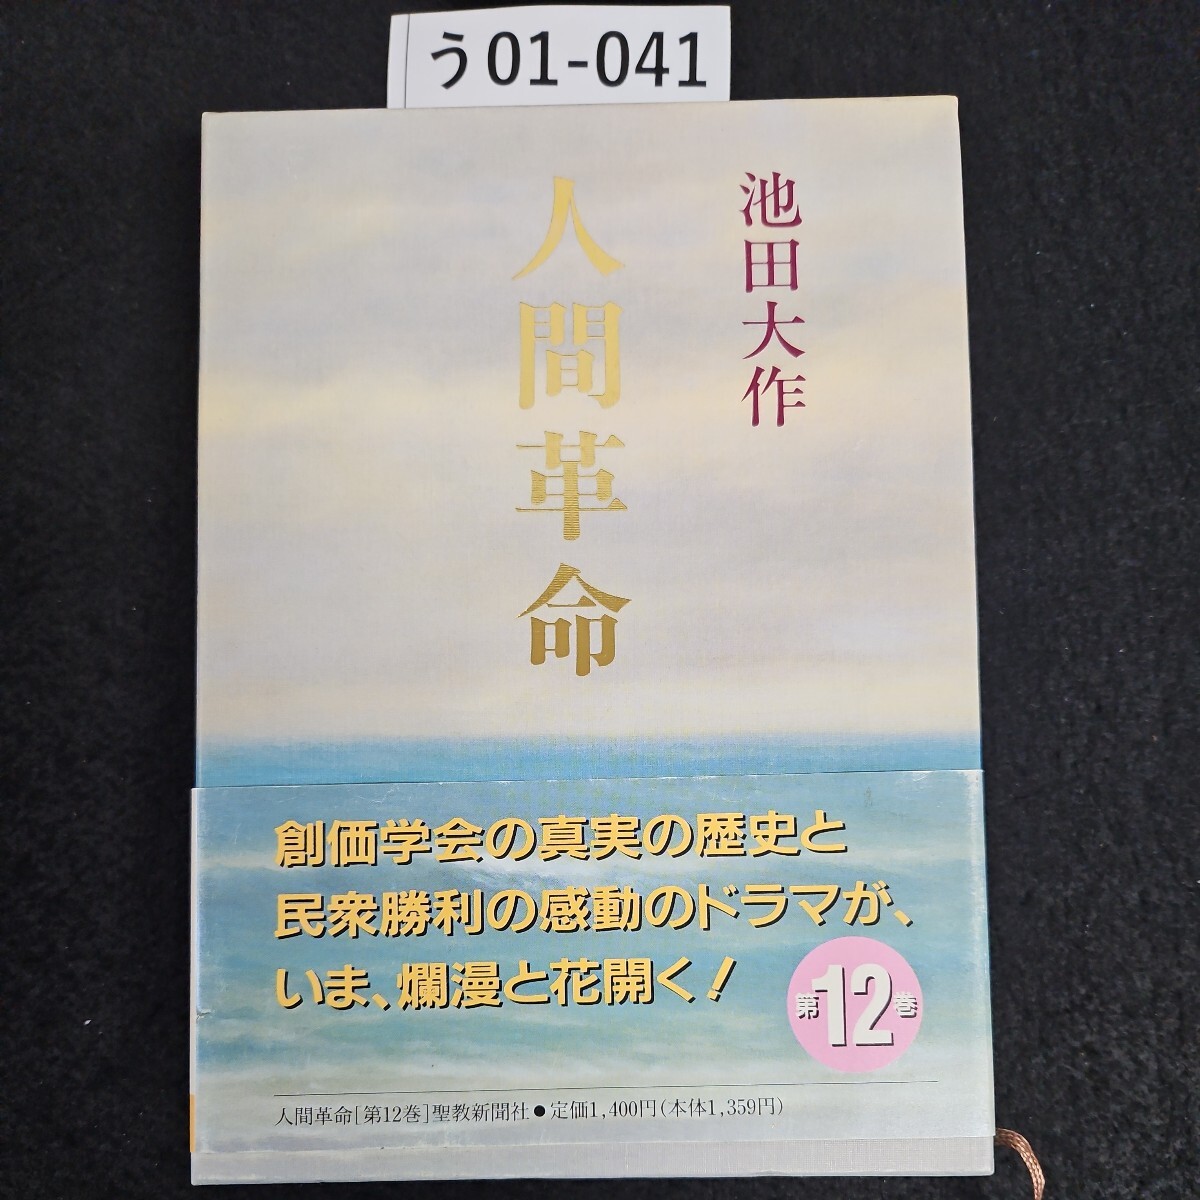 う01-041
池田大作
人間革命
創価学会の真実の歴史と
民衆勝利の感動のドラマが、
いま、爛漫と花開く!
第12巻
人間革命[第12巻]聖教新聞社●定価1,400円(本体1,359円)